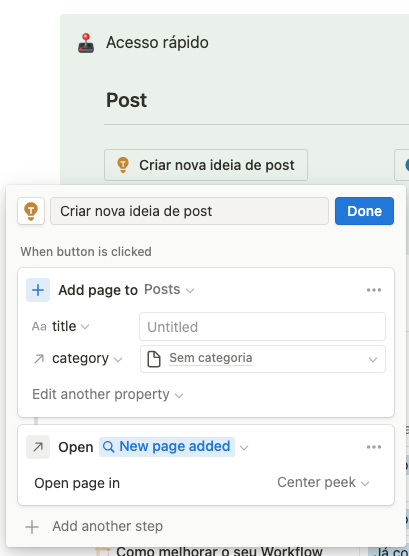 Acesso rápido
Post
Criar nova ideia de post
Criar nova ideia de post
Done
When button is clicked
Add page to Posts
Aa title
Untitled
category
Sem categoria
Edit another property
Open New page added
Open page in
Center peek
Add another step
Como melhorar o seu Workflow
Já co